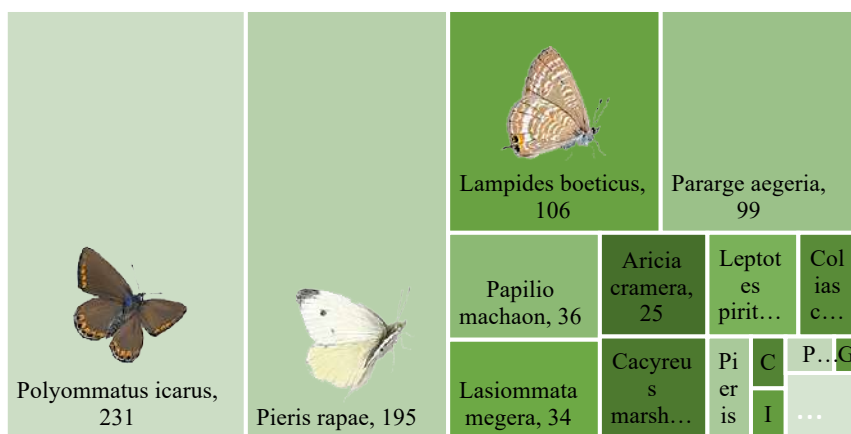 Polyommatus icarus,
231
Pieris rapae, 195
Lampides boeticus,
106
Pararge aegeria,
99
Papilio
machaon, 36
Lasiommata
megera, 34
Aricia
cramera,
25
Cacyreu
s
marsh…
Leptot
es
pirit…
Col
ias
c…
Pi
er
is
C
I
P…
G
…